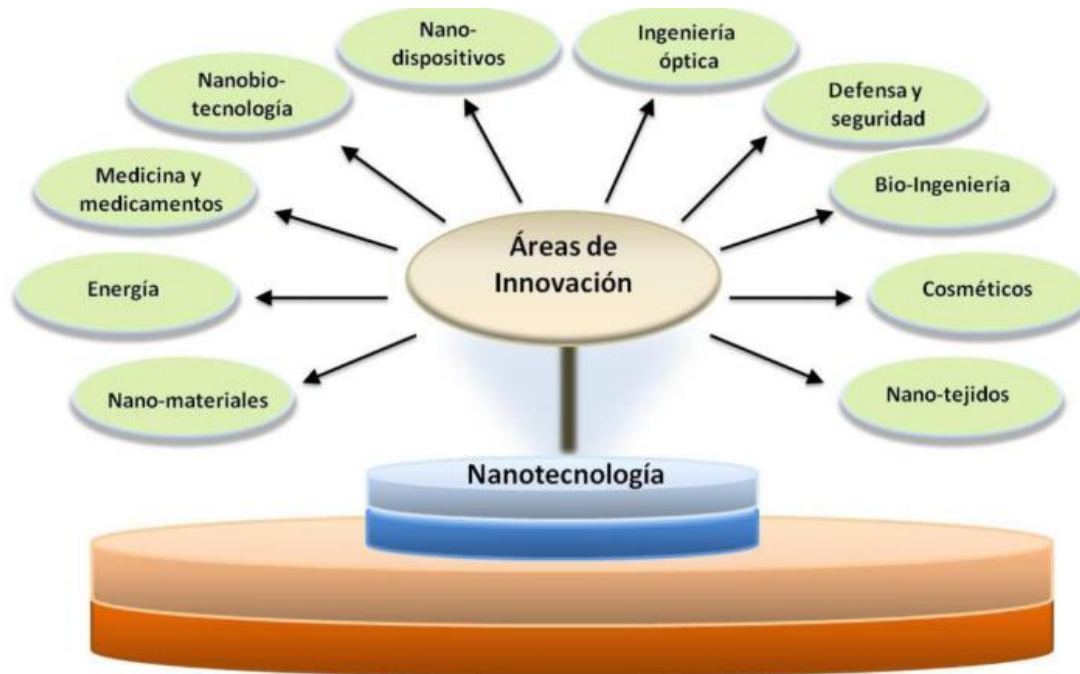 Nano-
dispositivos
Ingeniería
óptica
Nanobio-
tecnología
Defensa y
seguridad
Medicina y
medicamentos
Bio-Ingeniería
Áreas de
Innovación
Energía
Cosméticos
Nano-materiales
Nano-tejidos
Nanotecnología